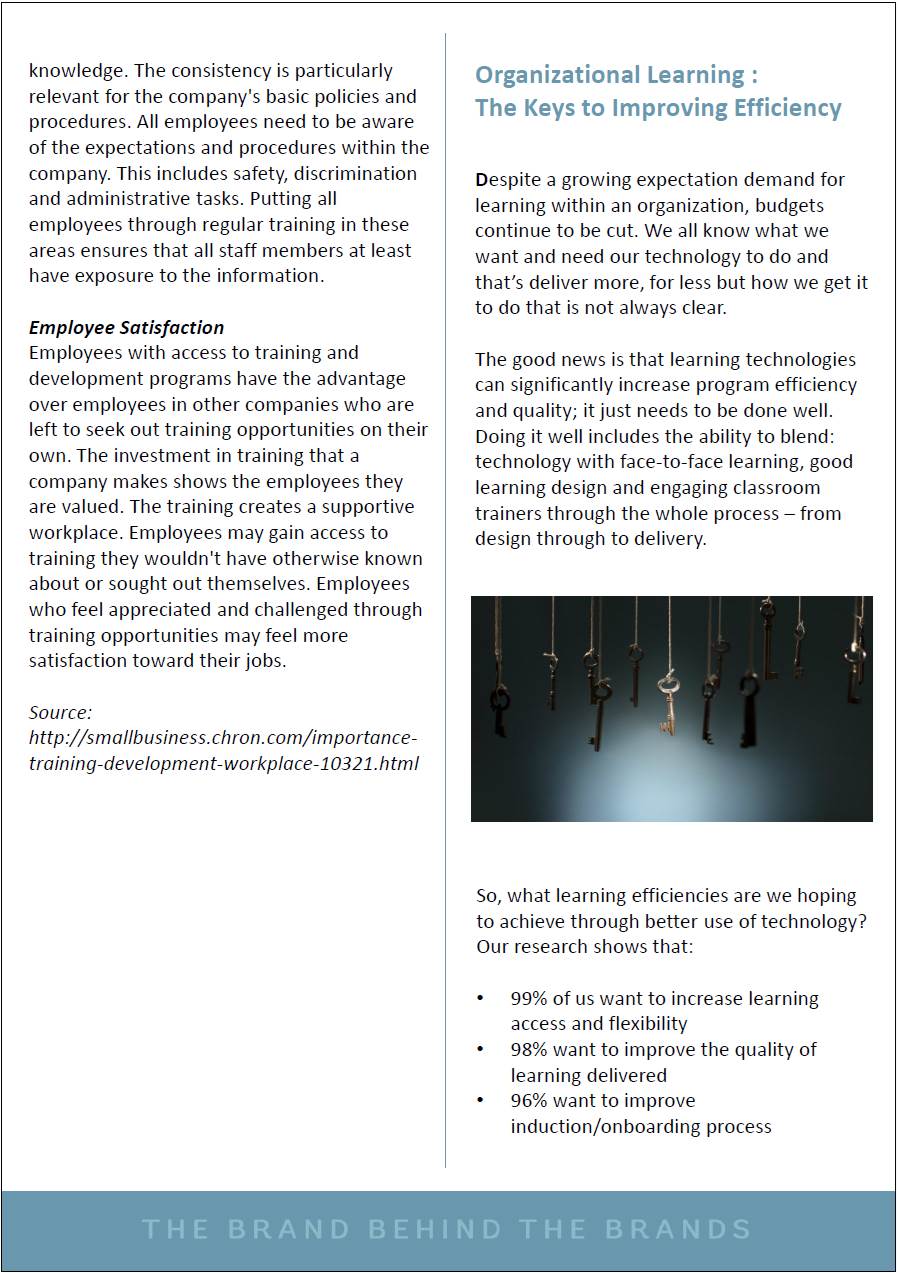 knowledge. The consistency is particularly
relevant for the company's basic policies and
procedures. All employees need to be aware
of the expectations and procedures within the
company. This includes safety, discrimination
and administrative tasks. Putting all
employees through regular training in these
areas ensures that all staff members at least
have exposure to the information.
Employee Satisfaction
Employees with access to training and
development programs have the advantage
over employees in other companies who are
left to seek out training opportunities on their
own. The investment in training that a
company makes shows the employees they
are valued. The training creates a supportive
workplace. Employees may gain access to
training they wouldn't have otherwise known
about or sought out themselves. Employees
who feel appreciated and challenged through
training opportunities may feel more
satisfaction toward their jobs.
Source:
http://smallbusiness.chron.com/importance-
training-development-workplace-10321.html
Organizational Learning :
The Keys to Improving Efficiency
Despite a growing expectation demand for
learning within an organization, budgets
continue to be cut. We all know what we
want and need our technology to do and
that’s deliver more, for less but how we get it
to do that is not always clear.
The good news is that learning technologies
can significantly increase program efficiency
and quality; it just needs to be done well.
Doing it well includes the ability to blend:
technology with face-to-face learning, good
learning design and engaging classroom
trainers through the whole process – from
design through to delivery.
So, what learning efficiencies are we hoping
to achieve through better use of technology?
Our research shows that:
• 99% of us want to increase learning
access and flexibility
• 98% want to improve the quality of
learning delivered
• 96% want to improve
induction/onboarding process
THE BRAND BEHIND THE BRANDS